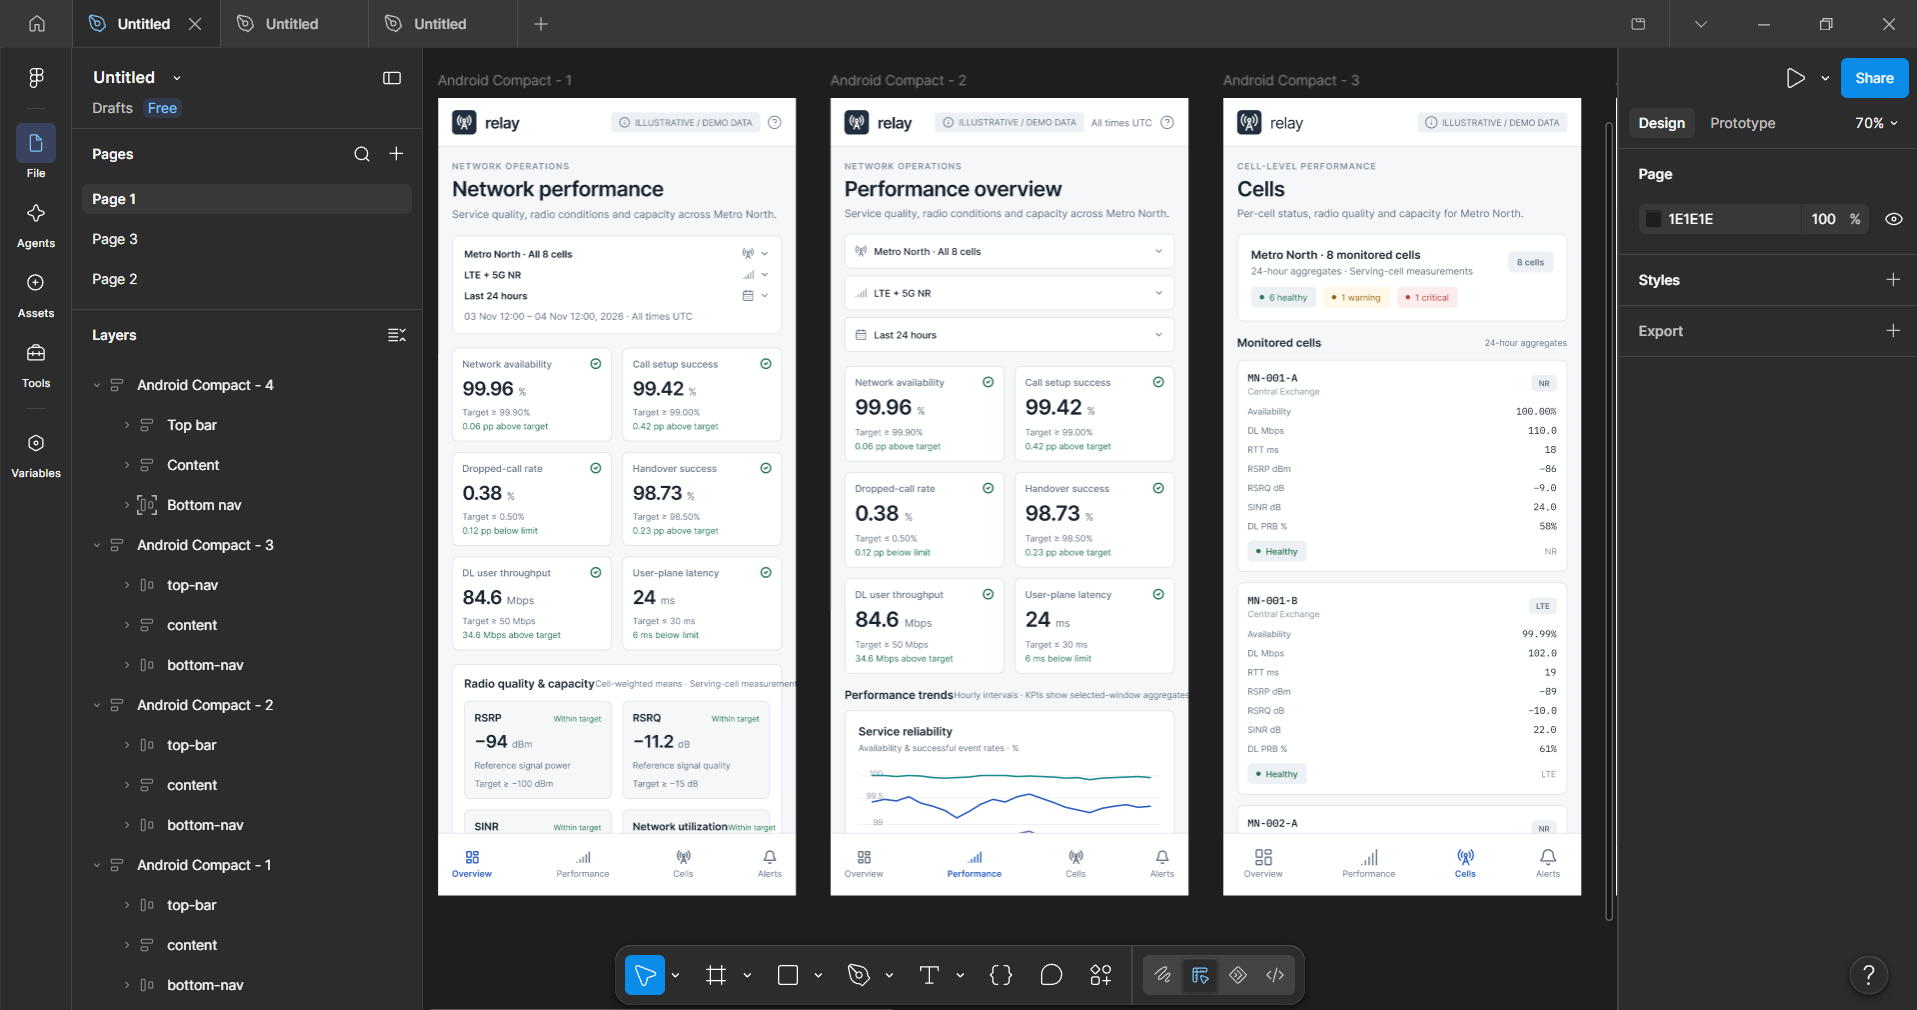 Untitled
Untitled
Untitled
Untitled
Drafts Free
File
Agents
Assets
Tools
Variables
Pages
Page 1
Page 3
Page 2
Layers
Android Compact - 4
Top bar
Content
Bottom nav
Android Compact - 3
top-nav
content
bottom-nav
Android Compact - 2
top-bar
content
bottom-nav
Android Compact - 1
top-bar
content
bottom-nav
Android Compact - 1
relay ILLUSTRATIVE / DEMO DATA
NETWORK OPERATIONS
Network performance
Service quality, radio conditions and capacity across Metro North.
Metro North · All 8 cells
LTE + 5G NR
Last 24 hours
03 Nov 12:00 – 04 Nov 12:00, 2026 · All times UTC
Network availability
99.96 %
Target ≥ 99.90%
0.06 pp above target
Call setup success
99.42 %
Target ≥ 99.00%
0.42 pp above target
Dropped-call rate
0.38 %
Target ≤ 0.50%
0.12 pp below limit
Handover success
98.73 %
Target ≥ 98.50%
0.23 pp above target
DL user throughput
84.6 Mbps
Target ≥ 50 Mbps
34.6 Mbps above target
User-plane latency
24 ms
Target ≤ 30 ms
6 ms below limit
Radio quality & capacity Cell-weighted means · Serving-cell measurement
RSRP Within target
−94 dBm
Reference signal power
Target ≥ −100 dBm
RSRQ Within target
−11.2 dB
Reference signal quality
Target ≥ −15 dB
SINR Within target
Network utilization Within target
Overview Performance Cells Alerts
Android Compact - 2
relay ILLUSTRATIVE / DEMO DATA All times UTC
NETWORK OPERATIONS
Performance overview
Service quality, radio conditions and capacity across Metro North.
Metro North · All 8 cells
LTE + 5G NR
Last 24 hours
Network availability
99.96 %
Target ≥ 99.90%
0.06 pp above target
Call setup success
99.42 %
Target ≥ 99.00%
0.42 pp above target
Dropped-call rate
0.38 %
Target ≤ 0.50%
0.12 pp below limit
Handover success
98.73 %
Target ≥ 98.50%
0.23 pp above target
DL user throughput
84.6 Mbps
Target ≥ 50 Mbps
34.6 Mbps above target
User-plane latency
24 ms
Target ≤ 30 ms
6 ms below limit
Performance trends Hourly intervals · KPIs show selected-window aggregates
Service reliability
Availability & successful event rates · %
100
99.5
99
Overview Performance Cells Alerts
Android Compact - 3
relay ILLUSTRATIVE / DEMO DATA
CELL-LEVEL PERFORMANCE
Cells
Per-cell status, radio quality and capacity for Metro North.
Metro North · 8 monitored cells
24-hour aggregates · Serving-cell measurements
8 cells
6 healthy 1 warning 1 critical
Monitored cells 24-hour aggregates
MN-001-A NR
Central Exchange
Availability 100.00%
DL Mbps 110.0
RTT ms 18
RSRP dBm −86
RSRQ dB −9.0
SINR dB 24.0
DL PRB % 58%
Healthy NR
MN-001-B LTE
Central Exchange
Availability 99.99%
DL Mbps 102.0
RTT ms 19
RSRP dBm −89
RSRQ dB −10.0
SINR dB 22.0
DL PRB % 61%
Healthy LTE
MN-002-A NR
Overview Performance Cells Alerts
Share
Design Prototype 70%
Page
1E1E1E 100 %
Styles
Export